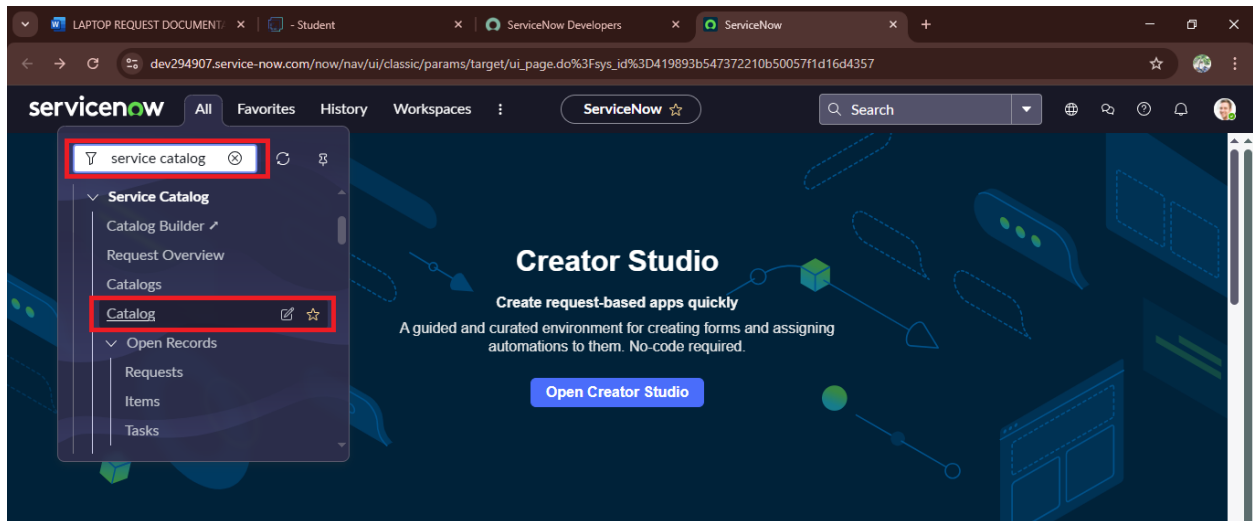 LAPTOP REQUEST DOCUMENTA
- Student
ServiceNow Developers
ServiceNow
dev294907.service-now.com/now/nav/ui/classic/params/target/ui_page.do%3Fsys_id%3D419893b547372210b50057f1d16d4357
servicenow All Favorites History Workspaces ServiceNow Search
service catalog
Service Catalog
Catalog Builder
Request Overview
Catalogs
Catalog
Open Records
Requests
Items
Tasks
Creator Studio
Create request-based apps quickly
A guided and curated environment for creating forms and assigning
automations to them. No-code required.
Open Creator Studio